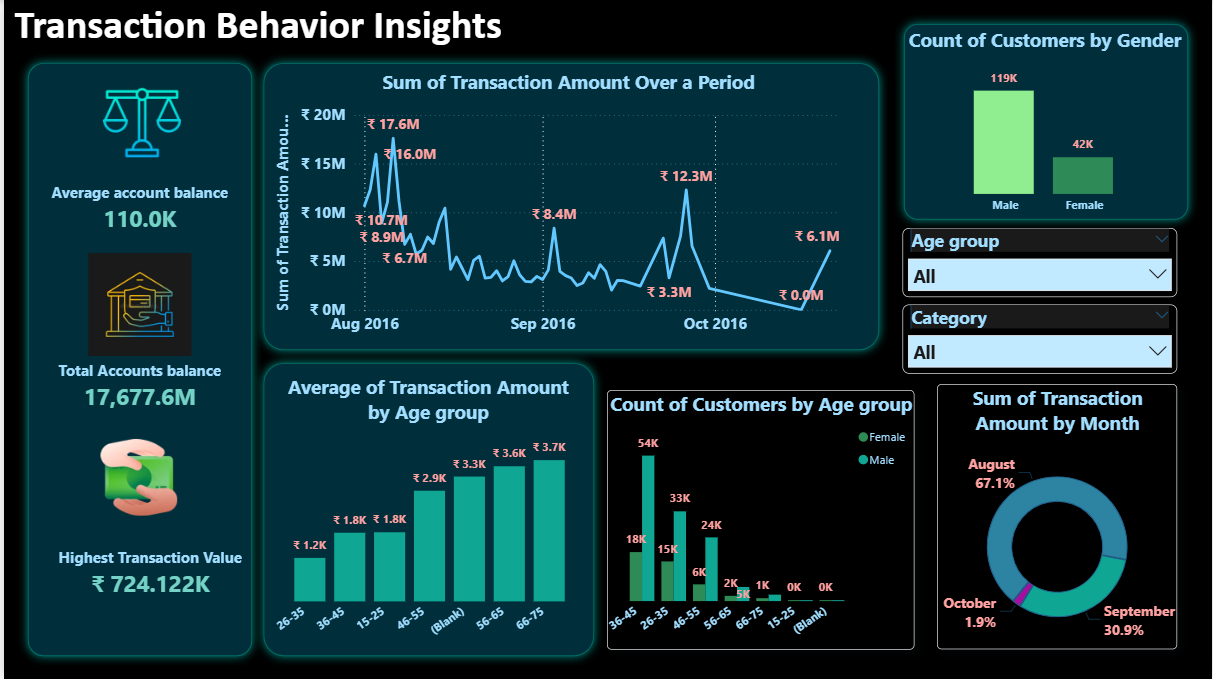 Transaction Behavior Insights
Average account balance
110.0K
Total Accounts balance
17,677.6M
Highest Transaction Value
₹ 724.122K
Sum of Transaction Amount Over a Period
Sum of Transaction Amou...
₹ 20M
₹ 15M
₹ 10M
₹ 5M
₹ 0M
₹ 17.6M
₹ 16.0M
₹ 10.7M
₹ 8.9M
₹ 6.7M
₹ 8.4M
₹ 12.3M
₹ 3.3M
₹ 6.1M
₹ 0.0M
Aug 2016
Sep 2016
Oct 2016
Count of Customers by Gender
119K
42K
Male
Female
Age group
All
Category
All
Average of Transaction Amount
by Age group
₹ 1.2K
₹ 1.8K
₹ 1.8K
₹ 2.9K
₹ 3.3K
₹ 3.6K
₹ 3.7K
26-35
36-45
15-25
46-55
(Blank)
56-65
66-75
Count of Customers by Age group
Female
Male
18K
54K
15K
33K
6K
24K
2K
5K
1K
0K
0K
36-45
26-35
46-55
56-65
66-75
15-25
(Blank)
Sum of Transaction
Amount by Month
August
67.1%
October
1.9%
September
30.9%